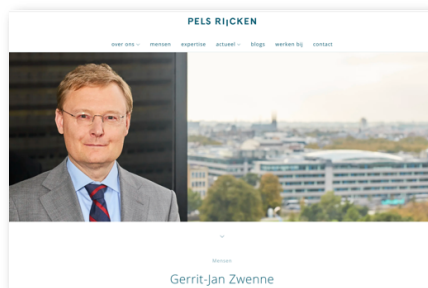 PELS RIJCKEN
over ons mensen expertise actueel blogs werken bij contact
Mensen
Gerrit-Jan Zwenne